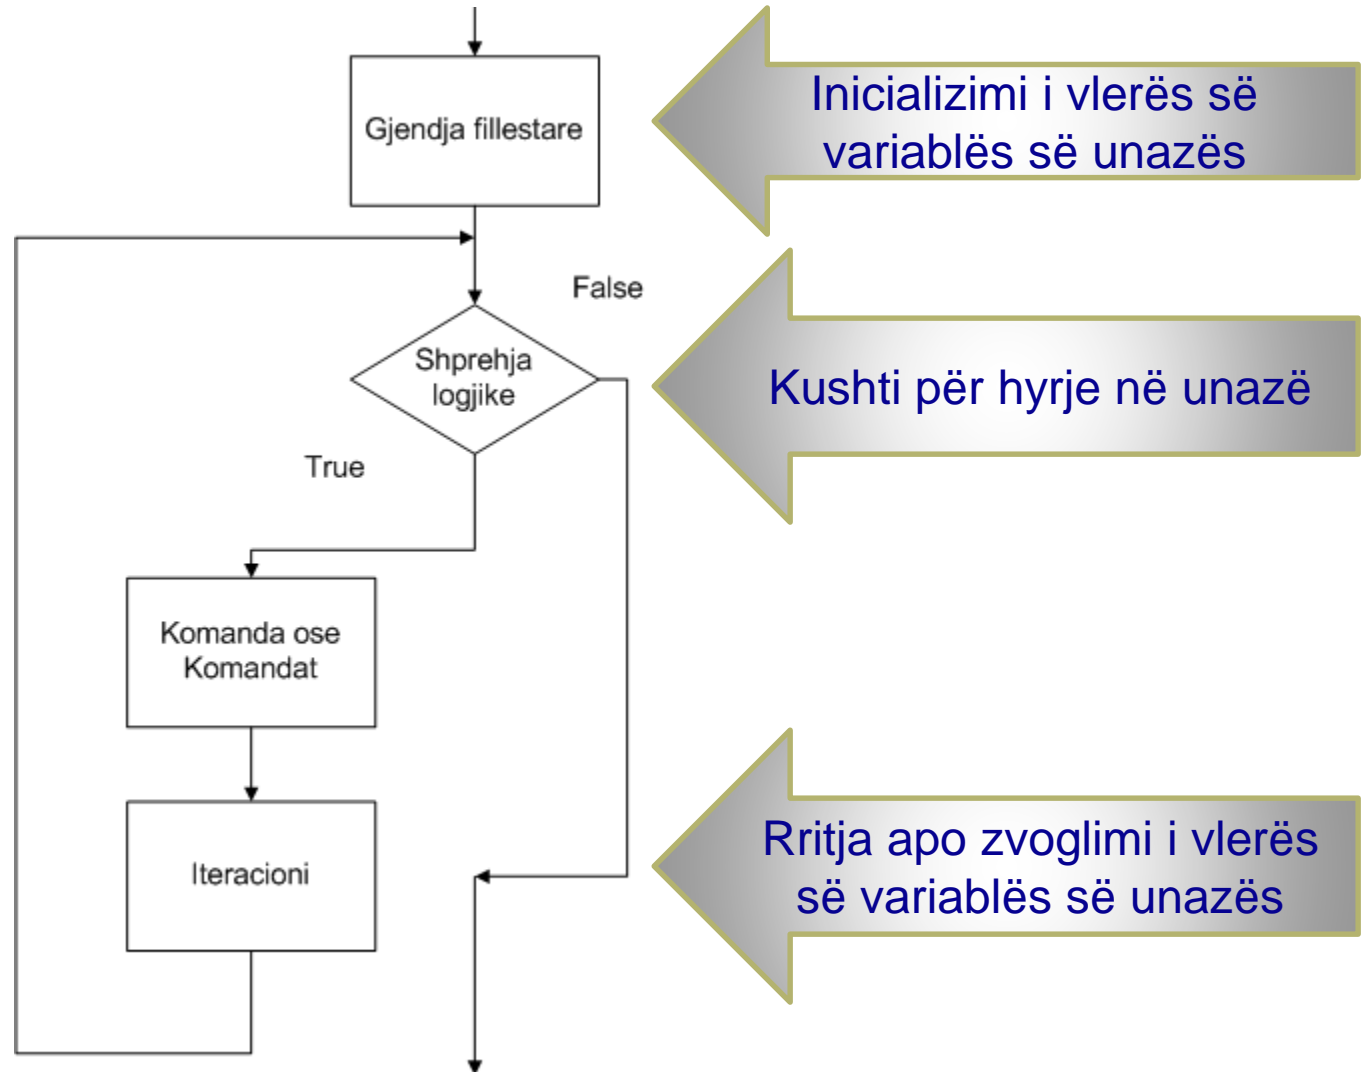 Gjendja fillestare
Inicializimi i vlerës së
variablës së unazës
False
Shprehja
logjike
Kushti për hyrje në unazë
True
Komanda ose
Komandat
Iteracioni
Rritja apo zvoglimi i vlerës
së variablës së unazës